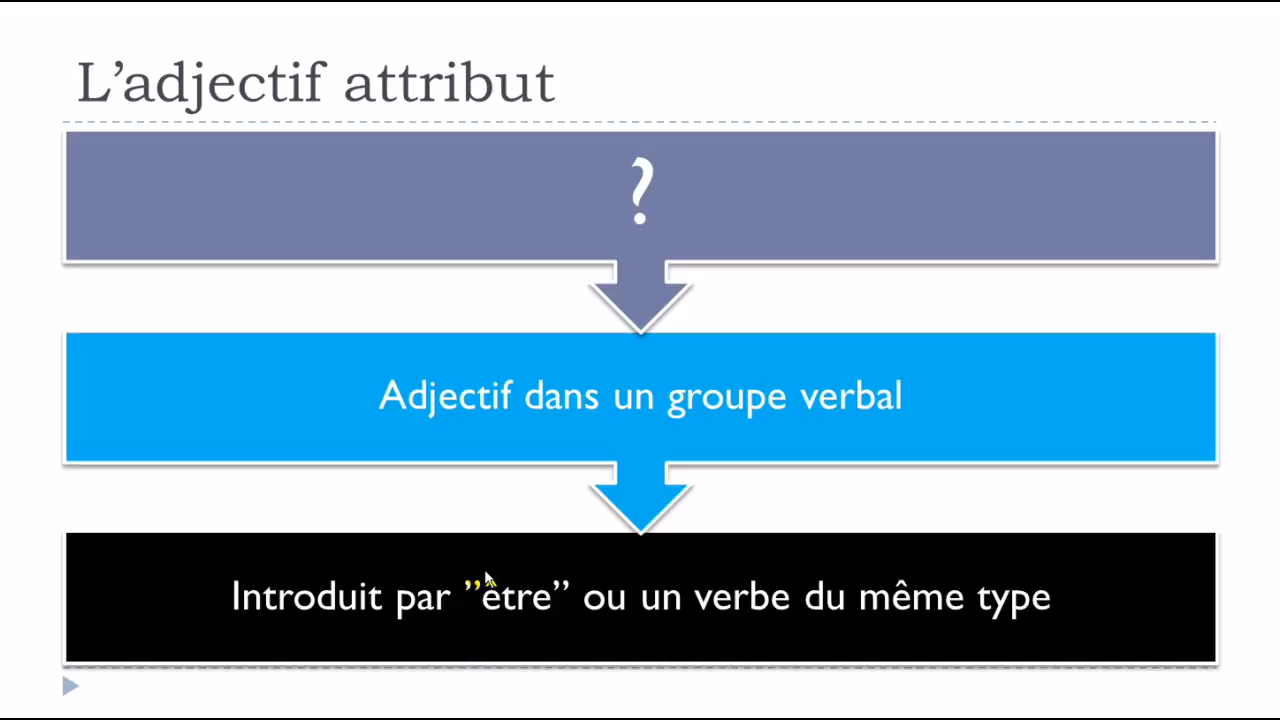 L’adjectif attribut
?
Adjectif dans un groupe verbal
Introduit par ”être” ou un verbe du même type